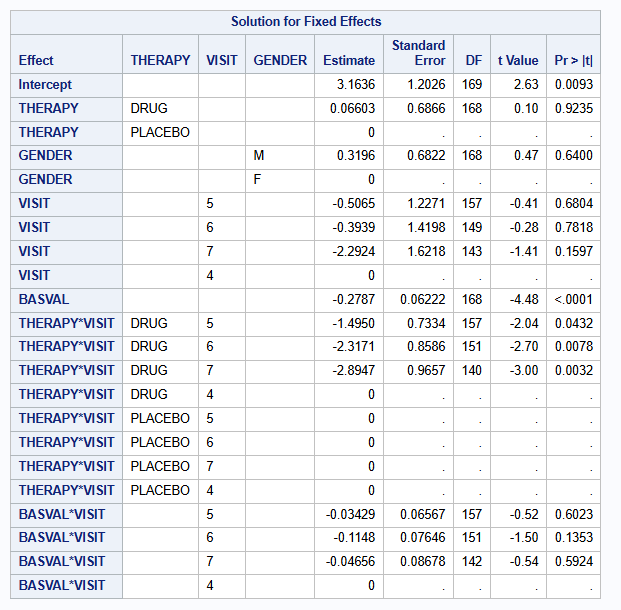 Solution for Fixed Effects
Effect THERAPY VISIT GENDER Estimate Standard Error DF t Value Pr > |t|
Intercept 3.1636 1.2026 169 2.63 0.0093
THERAPY DRUG 0.06603 0.6866 168 0.10 0.9235
THERAPY PLACEBO 0 . . . .
GENDER M 0.3196 0.6822 168 0.47 0.6400
GENDER F 0 . . . .
VISIT 5 -0.5065 1.2271 157 -0.41 0.6804
VISIT 6 -0.3939 1.4198 149 -0.28 0.7818
VISIT 7 -2.2924 1.6218 143 -1.41 0.1597
VISIT 4 0 . . . .
BASVAL -0.2787 0.06222 168 -4.48 <.0001
THERAPY*VISIT DRUG 5 -1.4950 0.7334 157 -2.04 0.0432
THERAPY*VISIT DRUG 6 -2.3171 0.8586 151 -2.70 0.0078
THERAPY*VISIT DRUG 7 -2.8947 0.9657 140 -3.00 0.0032
THERAPY*VISIT DRUG 4 0 . . . .
THERAPY*VISIT PLACEBO 5 0 . . . .
THERAPY*VISIT PLACEBO 6 0 . . . .
THERAPY*VISIT PLACEBO 7 0 . . . .
THERAPY*VISIT PLACEBO 4 0 . . . .
BASVAL*VISIT 5 -0.03429 0.06567 157 -0.52 0.6023
BASVAL*VISIT 6 -0.1148 0.07646 151 -1.50 0.1353
BASVAL*VISIT 7 -0.04656 0.08678 142 -0.54 0.5924
BASVAL*VISIT 4 0 . . . .